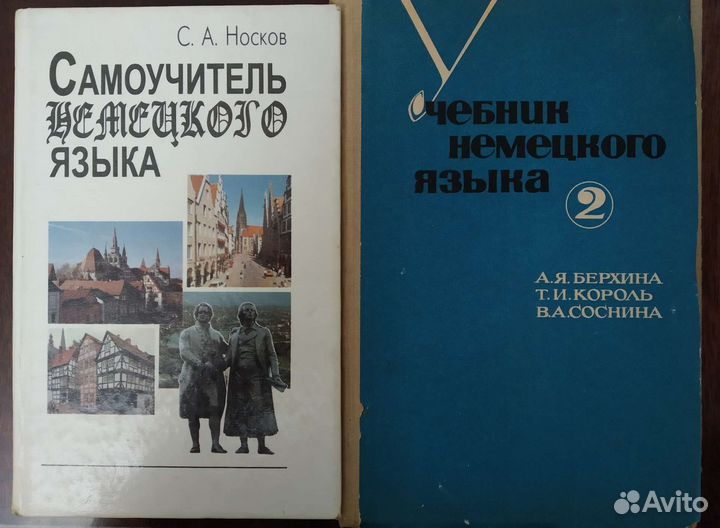 С. А. Носков
Самоучитель
немецкого
языка
Учебник
немецкого
языка 2
А.Я.БЕРХИНА
Т.И.КОРОЛЬ
В.А.СОСНИНА
Avito